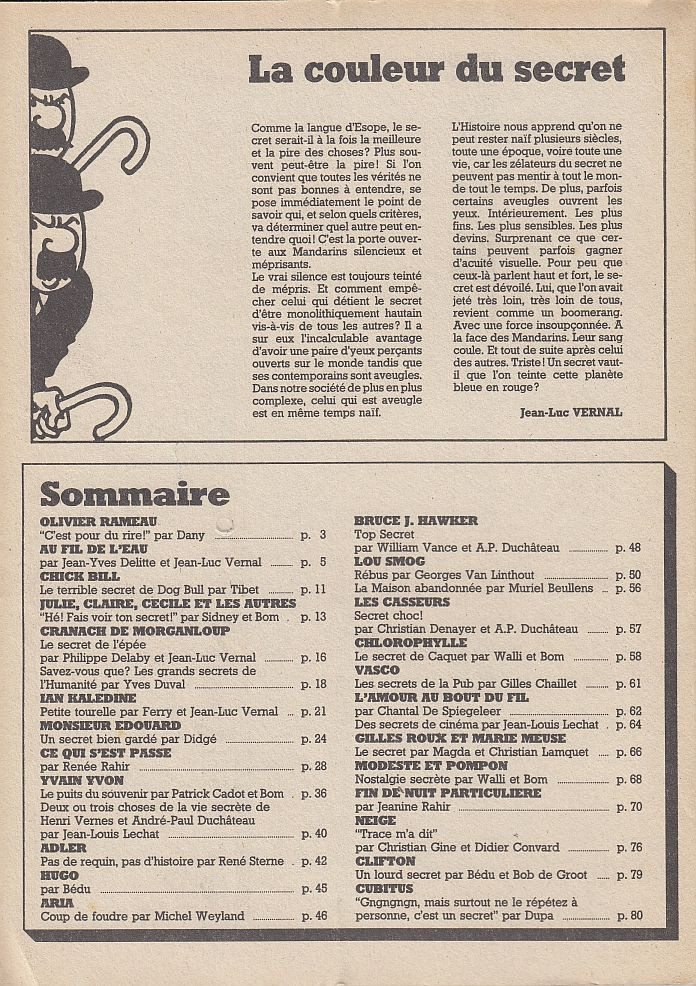 La couleur du secret
Comme la langue d'Esope, le se-
cret serait-il à la fois la meilleure
et la pire des choses? Plus sou-
vent peut-être la pire! Si l'on
convient que toutes les vérités ne
sont pas bonnes à entendre, se
pose immédiatement le point de
savoir qui, et selon quels critères,
va déterminer quel autre peut en-
tendre quoi! C'est la porte ouver-
te aux Mandarins silencieux et
méprisants.
Le vrai silence est toujours teinté
de mépris. Et comment empê-
cher celui qui détient le secret
d'être monolithiquement hautain
vis-à-vis de tous les autres? Il a
sur eux l'incalculable avantage
d'avoir une paire d'yeux perçants
ouverts sur le monde tandis que
ses contemporains sont aveugles.
Dans notre société de plus en plus
complexe, celui qui est aveugle
est en même temps naïf.
L'Histoire nous apprend qu'on ne
peut rester naïf plusieurs siècles,
toute une époque, voire toute une
vie, car les zélateurs du secret ne
peuvent pas mentir à tout le mon-
de tout le temps. De plus, parfois
certains aveugles ouvrent les
yeux. Intérieurement. Les plus
fins. Les plus sensibles. Les plus
devins. Surprenant ce que cer-
tains peuvent parfois gagner
d'acuité visuelle. Pour peu que
ceux-là parlent haut et fort, le se-
cret est dévoilé. Lui, que l'on avait
jeté très loin, très loin de tous,
revient comme un boomerang.
Avec une force insoupçonnée. A
la face des Mandarins. Leur sang
coule. Et tout de suite après celui
des autres. Triste! Un secret vaut-
il que l'on teinte cette planète
bleue en rouge?
Jean-Luc VERNAL
Sommaire
OLIVIER RAMEAU
"C'est pour du rire!" par Dany p. 3
AU FIL DE L'EAU
par Jean-Yves Delitte et Jean-Luc Vernal p. 5
CHICK BILL
Le terrible secret de Dog Bull par Tibet p. 11
JULIE, CLAIRE, CECILE ET LES AUTRES
"Hé! Fais voir ton secret!" par Sidney et Bom p. 13
CRANACH DE MORGANLOUP
Le secret de l'épée
par Philippe Delaby et Jean-Luc Vernal p. 16
Savez-vous que? Les grands secrets de
l'Humanité par Yves Duval p. 18
IAN KALEDINE
Petite tourelle par Ferry et Jean-Luc Vernal p. 21
MONSIEUR EDOUARD
Un secret bien gardé par Didgé p. 24
CE QUI S'EST PASSE
par Renée Rahir p. 28
YVAIN YVON
Le puits du souvenir par Patrick Cadot et Bom p. 36
Deux ou trois choses de la vie secrète de
Henri Vernes et André-Paul Duchâteau
par Jean-Louis Lechat p. 40
ADLER
Pas de requin, pas d'histoire par René Sterne p. 42
HUGO
par Bédu p. 45
ARIA
Coup de foudre par Michel Weyland p. 46
BRUCE J. HAWKER
Top Secret
par William Vance et A.P. Duchâteau p. 48
LOU SMOG
Rébus par Georges Van Linthout p. 50
La Maison abandonnée par Muriel Beullens p. 56
LES CASSEURS
Secret choc!
par Christian Denayer et A.P. Duchâteau p. 57
CHLOROPHYLLE
Le secret de Caquet par Walli et Bom p. 58
VASCO
Les secrets de la Pub par Gilles Chaillet p. 61
L'AMOUR AU BOUT DU FIL
par Chantal De Spiegeleer p. 62
Des secrets de cinéma par Jean-Louis Lechat p. 64
GILLES ROUX ET MARIE MEUSE
Le secret par Magda et Christian Lamquet p. 66
MODESTE ET POMPON
Nostalgie secrète par Walli et Bom p. 68
FIN DE NUIT PARTICULIERE
par Jeanine Rahir p. 70
NEIGE
"Trace m'a dit"
par Christian Gine et Didier Convard p. 76
CLIFTON
Un lourd secret par Bédu et Bob de Groot p. 79
CUBITUS
"Gngngngn, mais surtout ne le répétez à
personne, c'est un secret" par Dupa p. 80